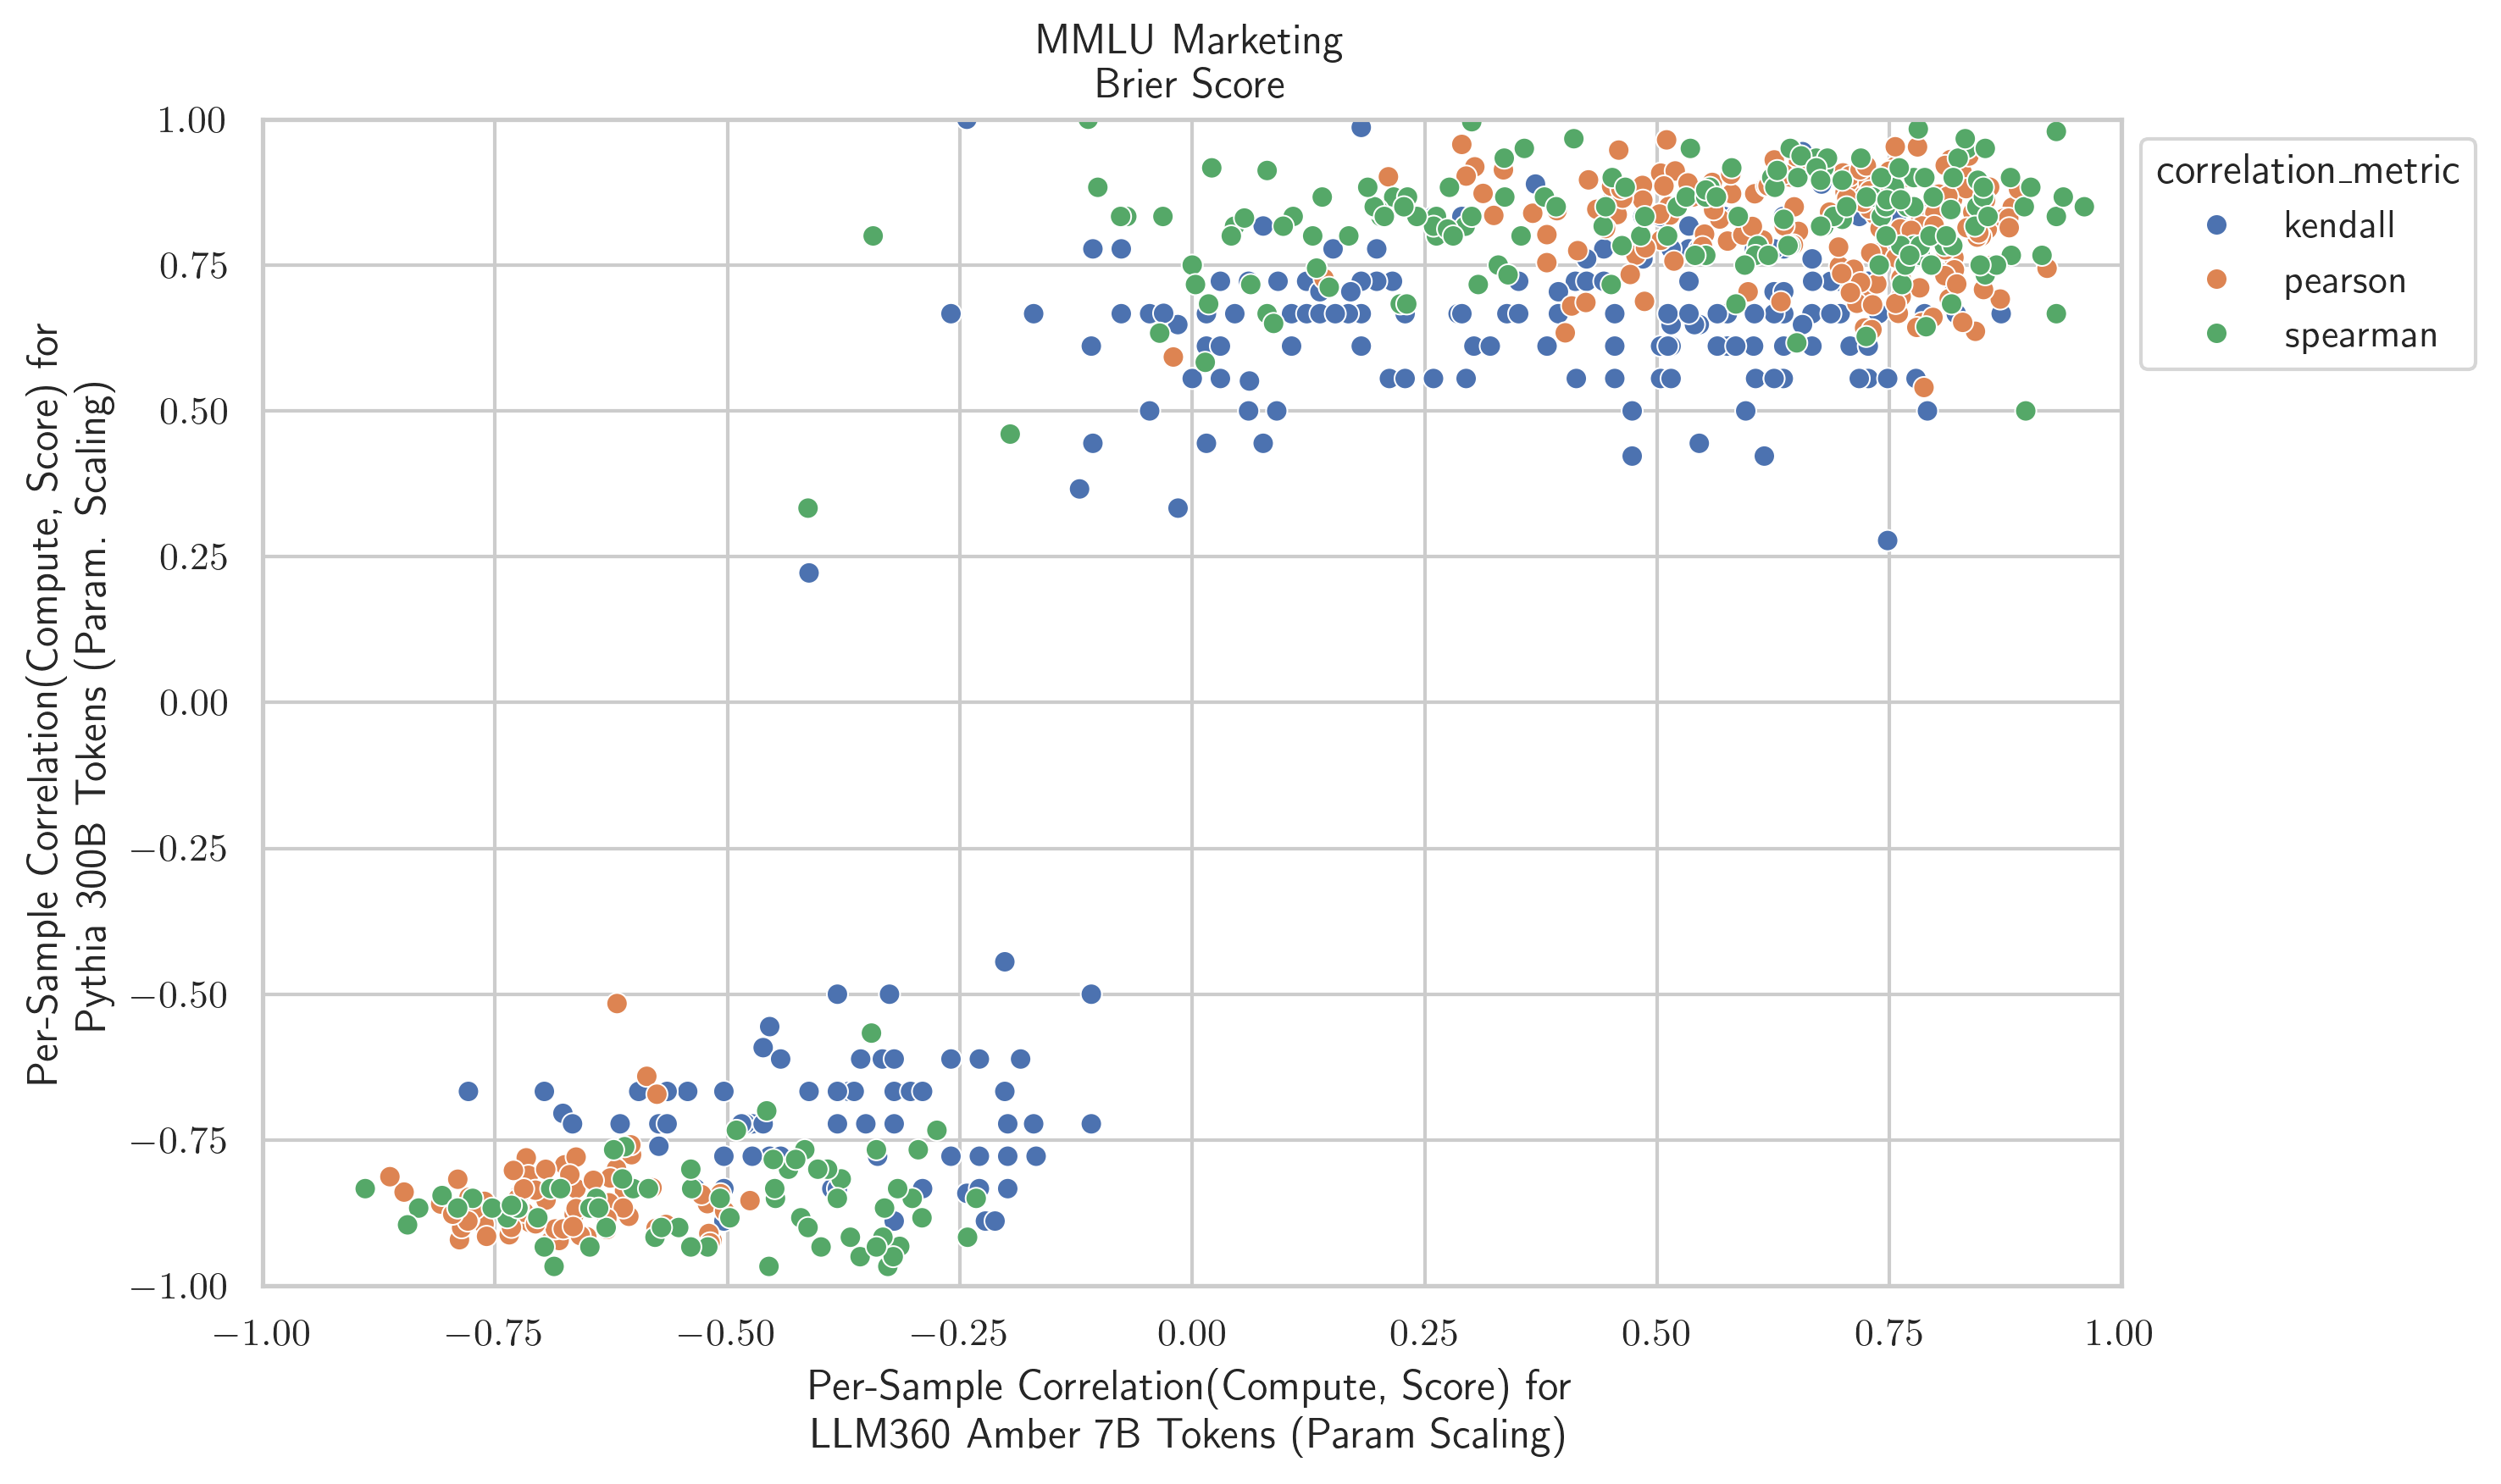 MMLU Marketing
Brier Score
Per-Sample Correlation(Compute, Score) for
Pythia 300B Tokens (Param. Scaling)
1.00
0.75
0.50
0.25
0.00
−0.25
−0.50
−0.75
−1.00
−1.00 −0.75 −0.50 −0.25 0.00 0.25 0.50 0.75 1.00
Per-Sample Correlation(Compute, Score) for
LLM360 Amber 7B Tokens (Param Scaling)
correlation_metric
kendall
pearson
spearman